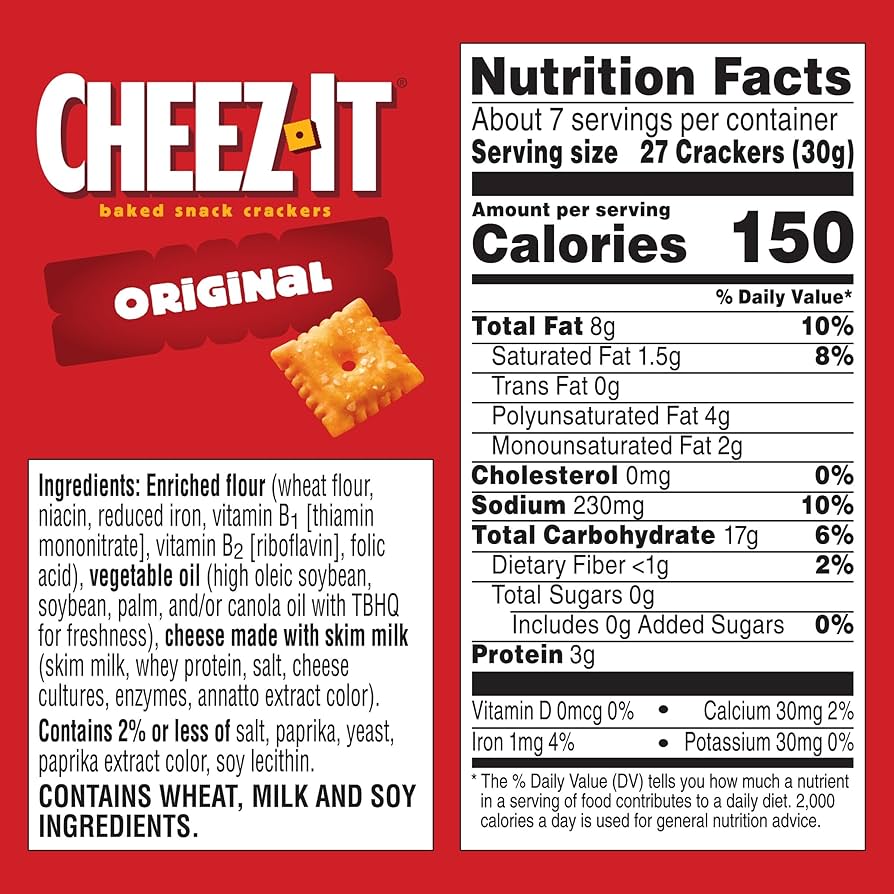 CHEEZ-IT®
baked snack crackers
ORIGINAL
Ingredients: Enriched flour (wheat flour,
niacin, reduced iron, vitamin B1 [thiamin
mononitrate], vitamin B2 [riboflavin], folic
acid), vegetable oil (high oleic soybean,
soybean, palm, and/or canola oil with TBHQ
for freshness), cheese made with skim milk
(skim milk, whey protein, salt, cheese
cultures, enzymes, annatto extract color).
Contains 2% or less of salt, paprika, yeast,
paprika extract color, soy lecithin.
CONTAINS WHEAT, MILK AND SOY
INGREDIENTS.
Nutrition Facts
About 7 servings per container
Serving size 27 Crackers (30g)
Amount per serving
Calories 150
% Daily Value*
Total Fat 8g 10%
Saturated Fat 1.5g 8%
Trans Fat 0g
Polyunsaturated Fat 4g
Monounsaturated Fat 2g
Cholesterol 0mg 0%
Sodium 230mg 10%
Total Carbohydrate 17g 6%
Dietary Fiber <1g 2%
Total Sugars 0g
Includes 0g Added Sugars 0%
Protein 3g
Vitamin D 0mcg 0% • Calcium 30mg 2%
Iron 1mg 4% • Potassium 30mg 0%
* The % Daily Value (DV) tells you how much a nutrient
in a serving of food contributes to a daily diet. 2,000
calories a day is used for general nutrition advice.